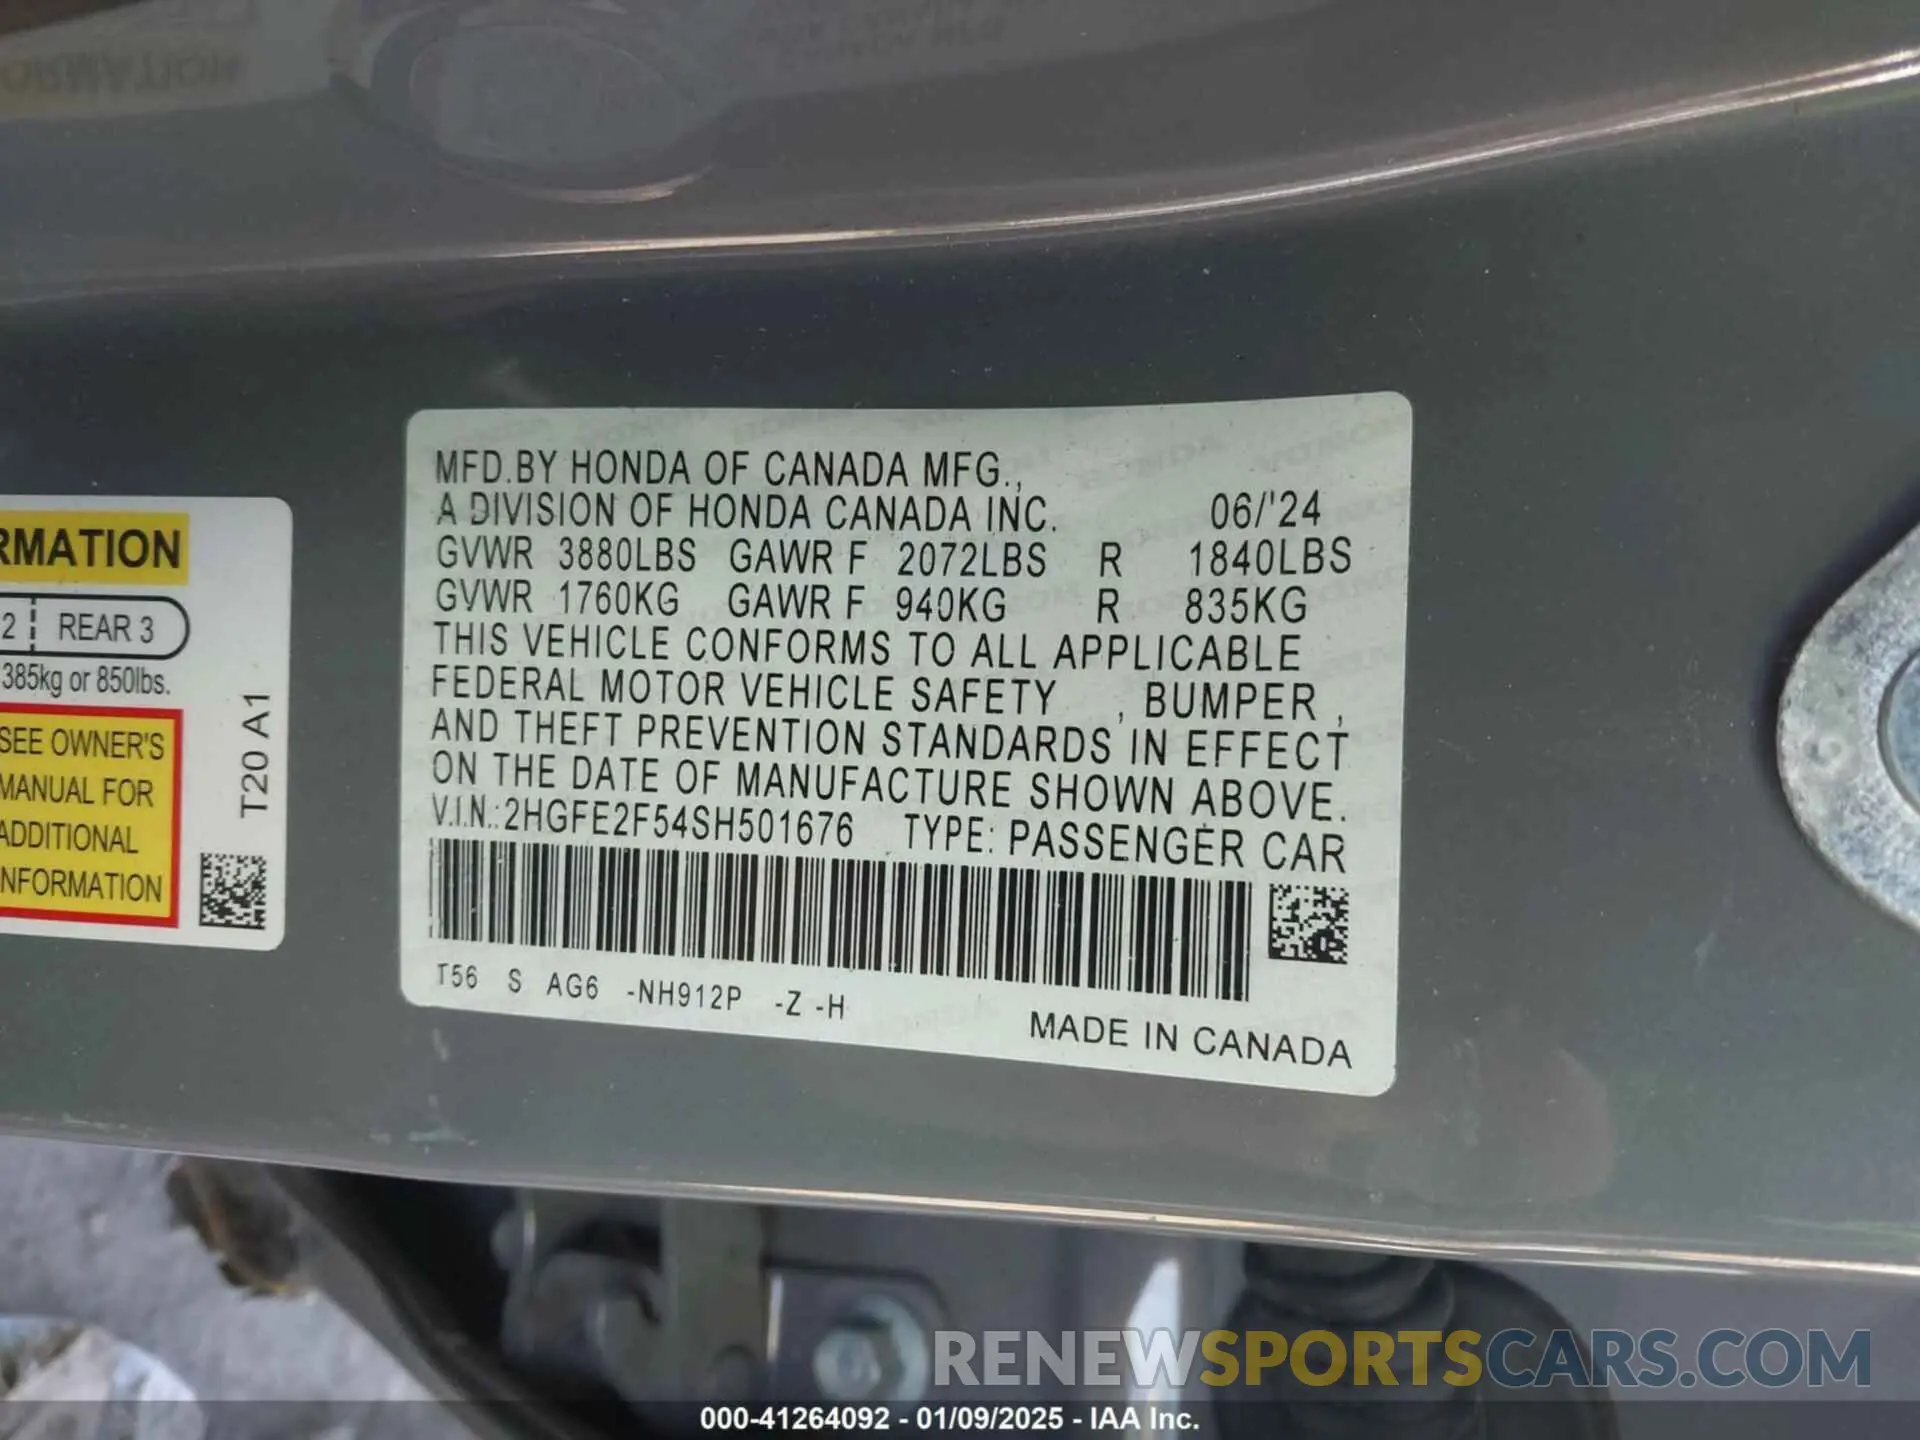 RMATION
2 REAR 3
385kg or 850lbs.
SEE OWNER'S
MANUAL FOR
ADDITIONAL
INFORMATION
T20 A1
MFD.BY HONDA OF CANADA MFG.,
A DIVISION OF HONDA CANADA INC. 06/'24
GVWR 3880LBS GAWR F 2072LBS R 1840LBS
GVWR 1760KG GAWR F 940KG R 835KG
THIS VEHICLE CONFORMS TO ALL APPLICABLE
FEDERAL MOTOR VEHICLE SAFETY , BUMPER ,
AND THEFT PREVENTION STANDARDS IN EFFECT
ON THE DATE OF MANUFACTURE SHOWN ABOVE.
V.I.N.:2HGFE2F54SH501676 TYPE: PASSENGER CAR
T56 S AG6 -NH912P -Z -H
MADE IN CANADA
RENEWSPORTSCARS.COM
000-41264092 - 01/09/2025 - IAA Inc.